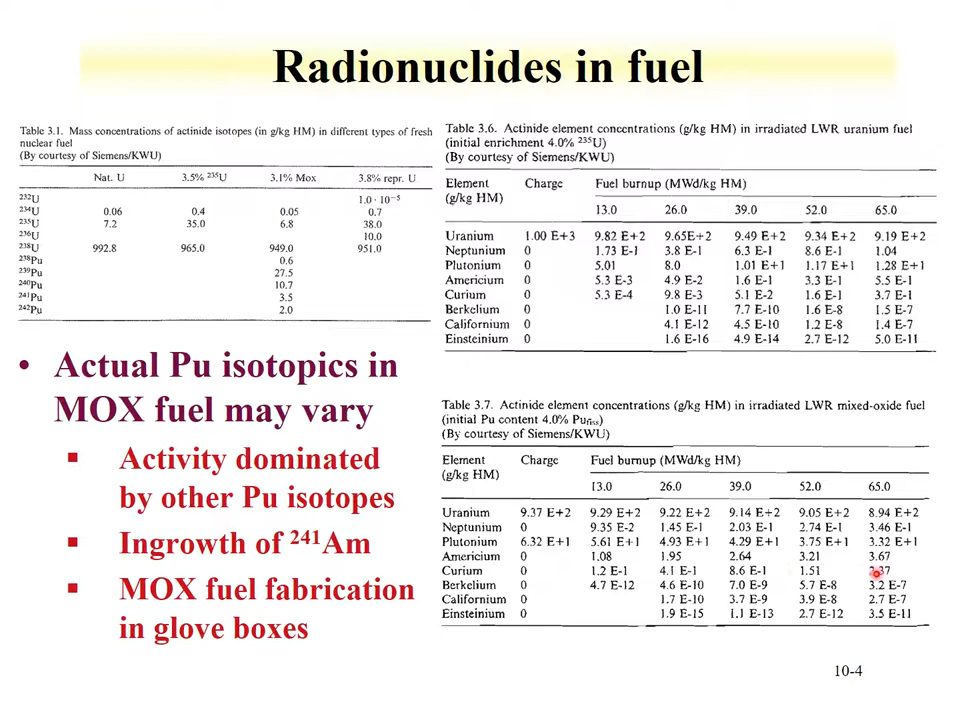 Radionuclides in fuel
Table 3.1. Mass concentrations of actinide isotopes (in g/kg HM) in different types of fresh
nuclear fuel
(By courtesy of Siemens/KWU)
Nat. U 3.5% ²³⁵U 3.1% Mox 3.8% repr. U
²³²U 1.0 · 10⁻⁵
²³⁴U 0.06 0.4 0.05 0.7
²³⁵U 7.2 35.0 6.8 38.0
²³⁶U 10.0
²³⁸U 992.8 965.0 949.0 951.0
²³⁸Pu 0.6
²³⁹Pu 27.5
²⁴⁰Pu 10.7
²⁴¹Pu 3.5
²⁴²Pu 2.0
• Actual Pu isotopics in
MOX fuel may vary
▪ Activity dominated
by other Pu isotopes
▪ Ingrowth of ²⁴¹Am
▪ MOX fuel fabrication
in glove boxes
Table 3.6. Actinide element concentrations (g/kg HM) in irradiated LWR uranium fuel
(initial enrichment 4.0% ²³⁵U)
(By courtesy of Siemens/KWU)
Element Charge Fuel burnup (MWd/kg HM)
(g/kg HM)
13.0 26.0 39.0 52.0 65.0
Uranium 1.00 E+3 9.82 E+2 9.65E+2 9.49 E+2 9.34 E+2 9.19 E+2
Neptunium 0 1.73 E-1 3.8 E-1 6.3 E-1 8.6 E-1 1.04
Plutonium 0 5.01 8.0 1.01 E+1 1.17 E+1 1.28 E+1
Americium 0 5.3 E-3 4.9 E-2 1.6 E-1 3.3 E-1 5.5 E-1
Curium 0 5.3 E-4 9.8 E-3 5.1 E-2 1.6 E-1 3.7 E-1
Berkelium 0 1.0 E-11 7.7 E-10 1.6 E-8 1.5 E-7
Californium 0 4.1 E-12 4.5 E-10 1.2 E-8 1.4 E-7
Einsteinium 0 1.6 E-16 4.9 E-14 2.7 E-12 5.0 E-11
Table 3.7. Actinide element concentrations (g/kg HM) in irradiated LWR mixed-oxide fuel
(initial Pu content 4.0% Pu_fiss)
(By courtesy of Siemens/KWU)
Element Charge Fuel burnup (MWd/kg HM)
(g/kg HM)
13.0 26.0 39.0 52.0 65.0
Uranium 9.37 E+2 9.29 E+2 9.22 E+2 9.14 E+2 9.05 E+2 8.94 E+2
Neptunium 0 9.35 E-2 1.45 E-1 2.03 E-1 2.74 E-1 3.46 E-1
Plutonium 6.32 E+1 5.61 E+1 4.93 E+1 4.29 E+1 3.75 E+1 3.32 E+1
Americium 0 1.08 1.95 2.64 3.21 3.67
Curium 0 1.2 E-1 4.1 E-1 8.6 E-1 1.51
Berkelium 0 4.7 E-12 4.6 E-10 7.0 E-9 5.7 E-8 3.2 E-7
Californium 0 1.7 E-10 3.7 E-9 3.9 E-8 2.7 E-7
Einsteinium 0 1.9 E-15 1.1 E-13 2.7 E-12 3.5 E-11
10-4